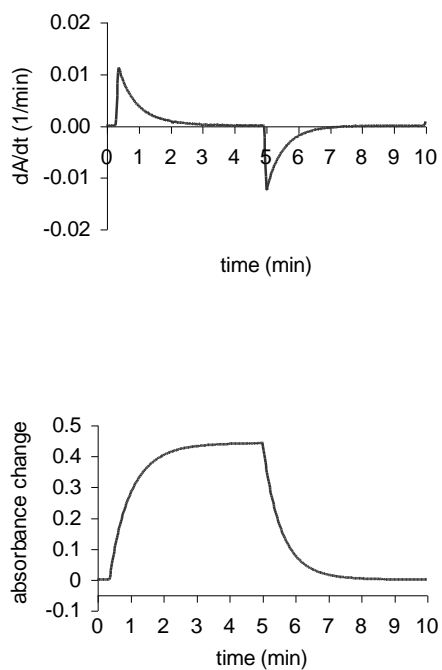 0.02
0.01
0.00
-0.01
-0.02
dA/dt (1/min)
0 1 2 3 4 5 6 7 8 9 10
time (min)
0.5
0.4
0.3
0.2
0.1
0
-0.1
absorbance change
0 1 2 3 4 5 6 7 8 9 10
time (min)